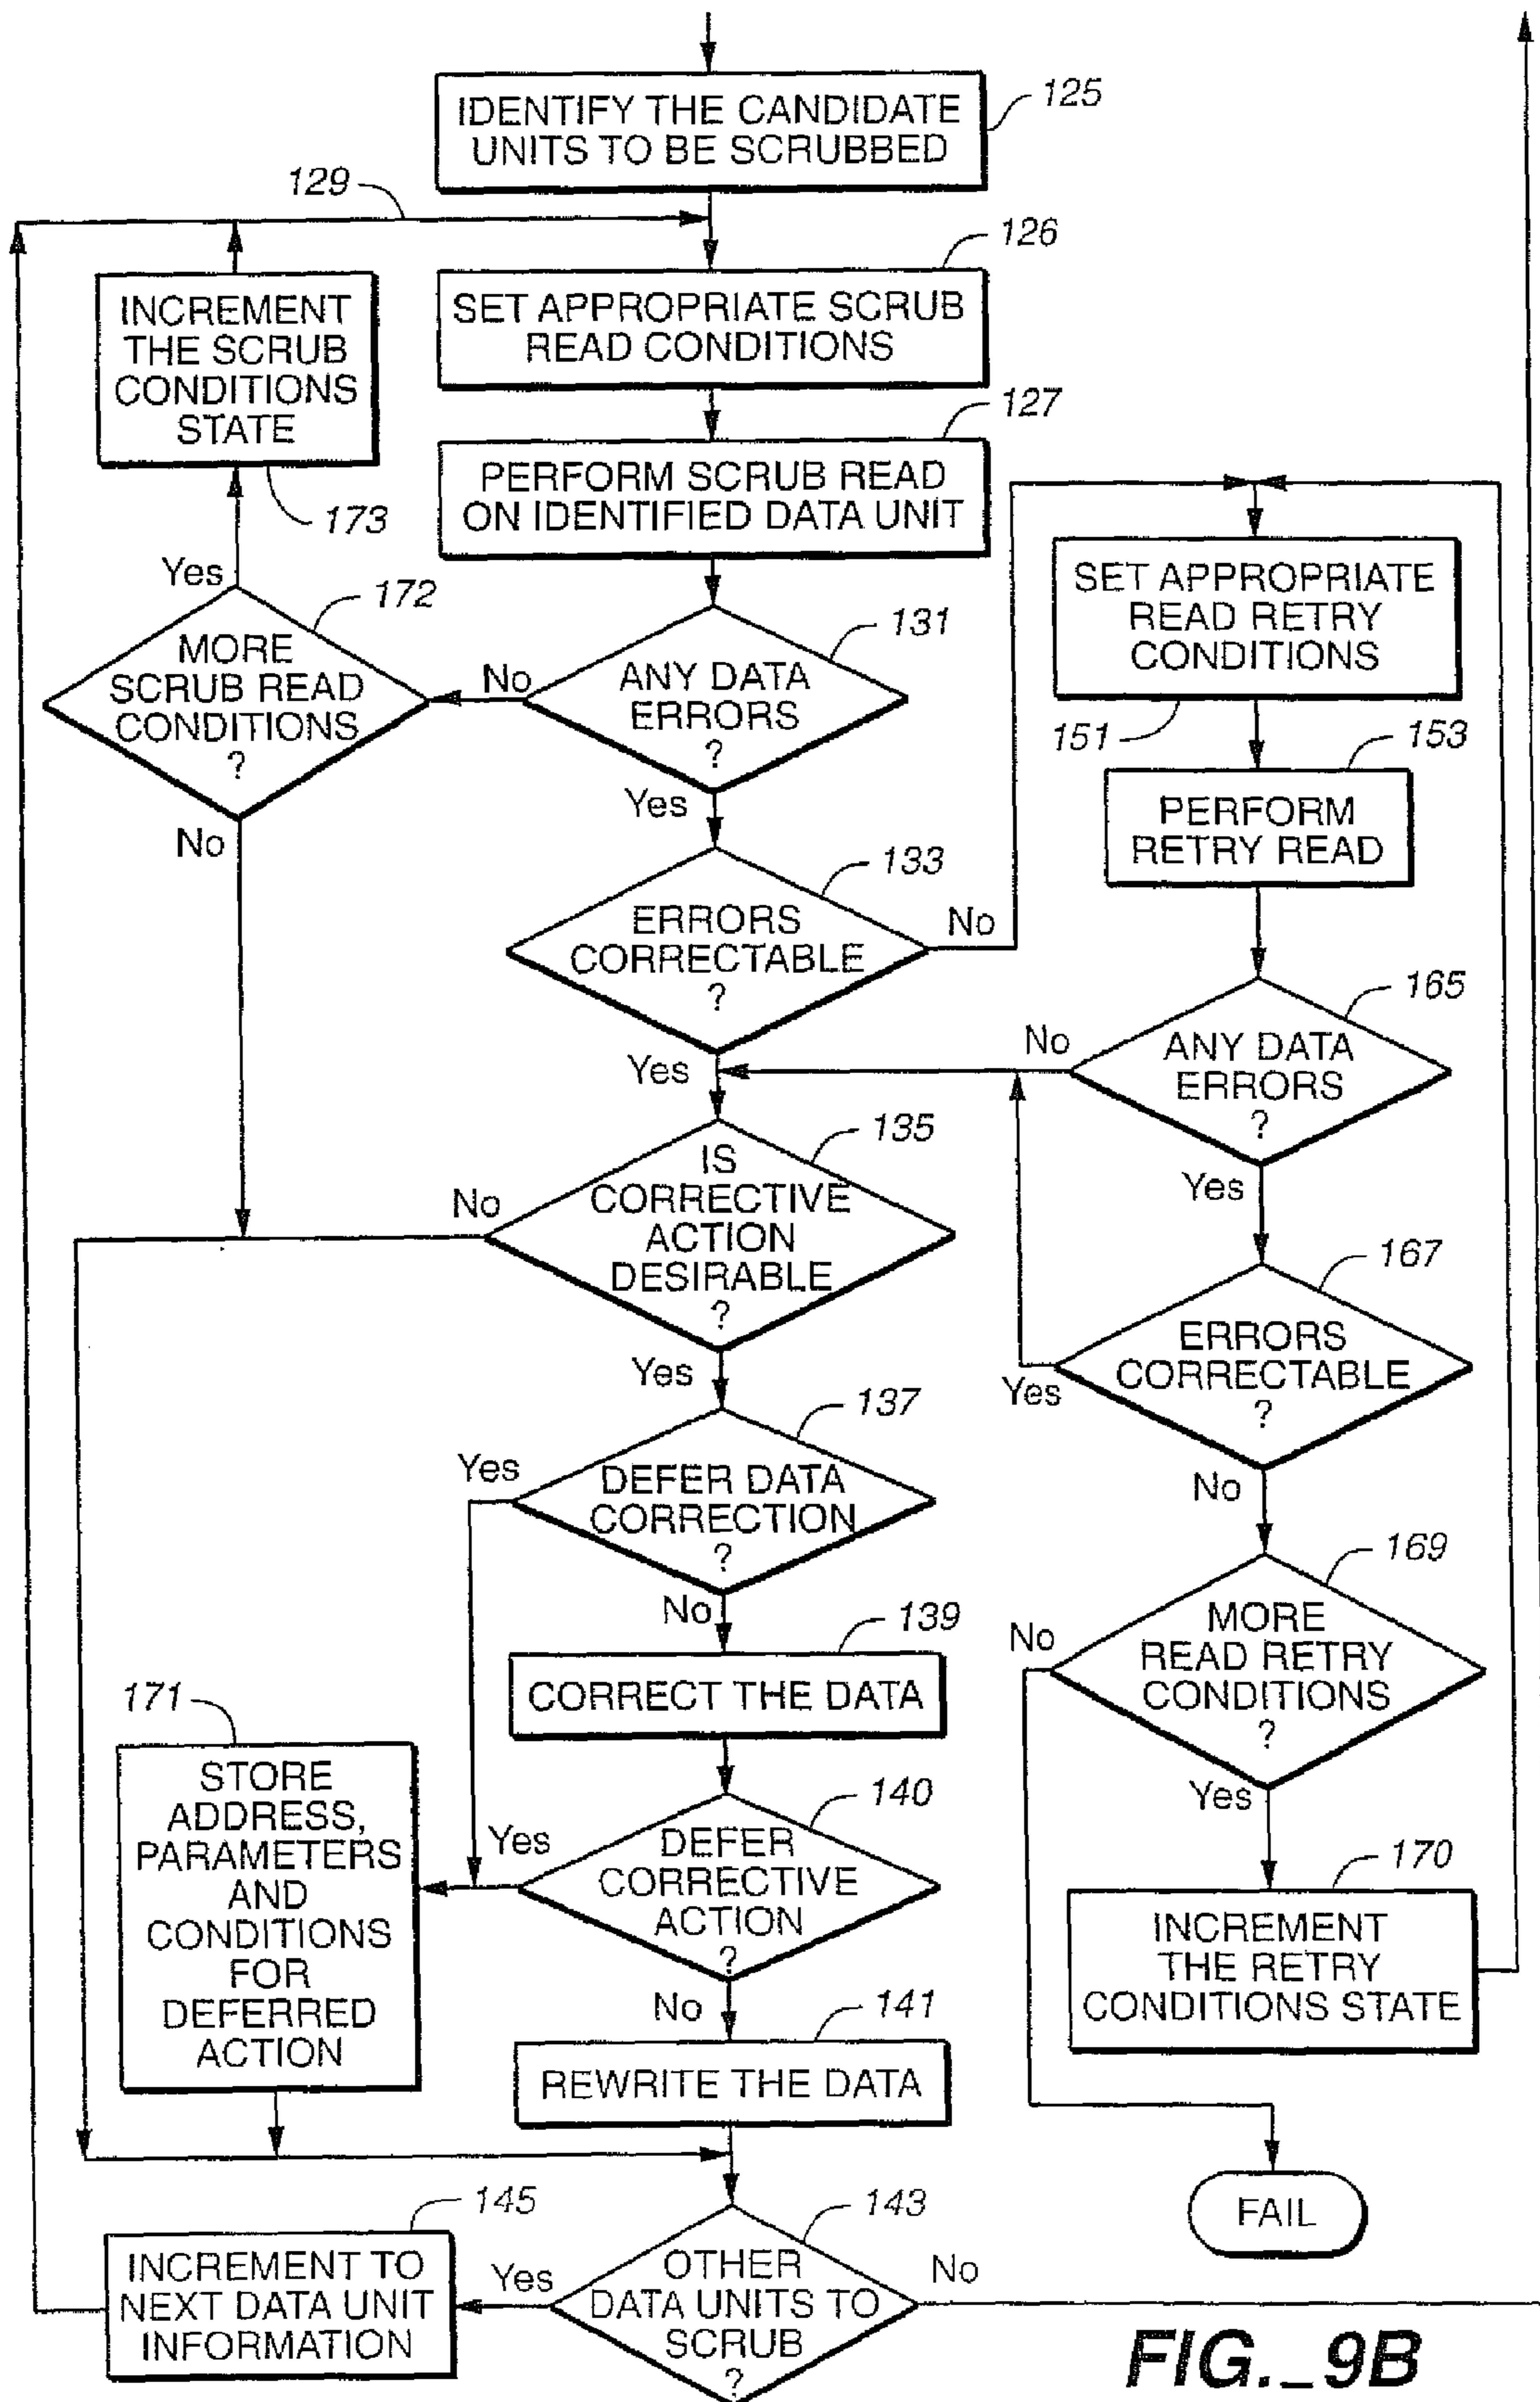 IDENTIFY THE CANDIDATE
UNITS TO BE SCRUBBED
125
129
126
SET APPROPRIATE SCRUB
READ CONDITIONS
INCREMENT
THE SCRUB
CONDITIONS
STATE
173
127
PERFORM SCRUB READ
ON IDENTIFIED DATA UNIT
Yes
172
MORE
SCRUB READ
CONDITIONS
?
No
No
131
ANY DATA
ERRORS
?
Yes
SET APPROPRIATE
READ RETRY
CONDITIONS
151
153
PERFORM
RETRY READ
133
ERRORS
CORRECTABLE
?
No
Yes
165
No
ANY DATA
ERRORS
?
Yes
135
No
IS
CORRECTIVE
ACTION
DESIRABLE
?
Yes
167
ERRORS
CORRECTABLE
?
Yes
No
137
Yes
DEFER DATA
CORRECTION
?
No
139
CORRECT THE DATA
169
No
MORE
READ RETRY
CONDITIONS
?
Yes
171
STORE
ADDRESS,
PARAMETERS
AND
CONDITIONS
FOR
DEFERRED
ACTION
140
Yes
DEFER
CORRECTIVE
ACTION
?
No
170
INCREMENT
THE RETRY
CONDITIONS STATE
141
REWRITE THE DATA
FAIL
145
INCREMENT TO
NEXT DATA UNIT
INFORMATION
Yes
143
OTHER
DATA UNITS TO
SCRUB
?
No
FIG._9B